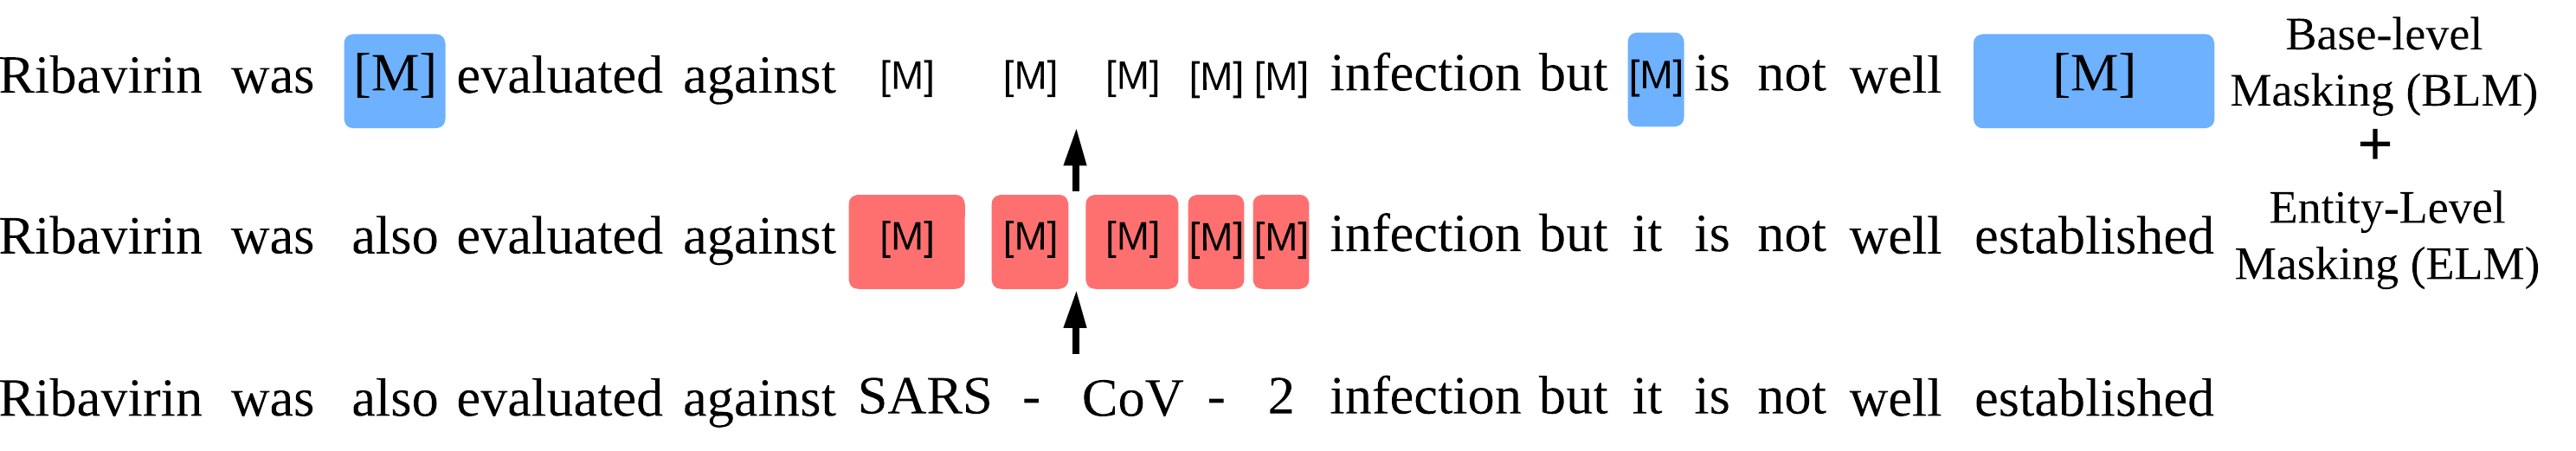 Ribavirin was [M] evaluated against [M] [M] [M] [M] [M] infection but [M] is not well [M]
Base-level
Masking (BLM)
+
Ribavirin was also evaluated against [M] [M] [M] [M] [M] infection but it is not well established
Entity-Level
Masking (ELM)
Ribavirin was also evaluated against SARS - CoV - 2 infection but it is not well established